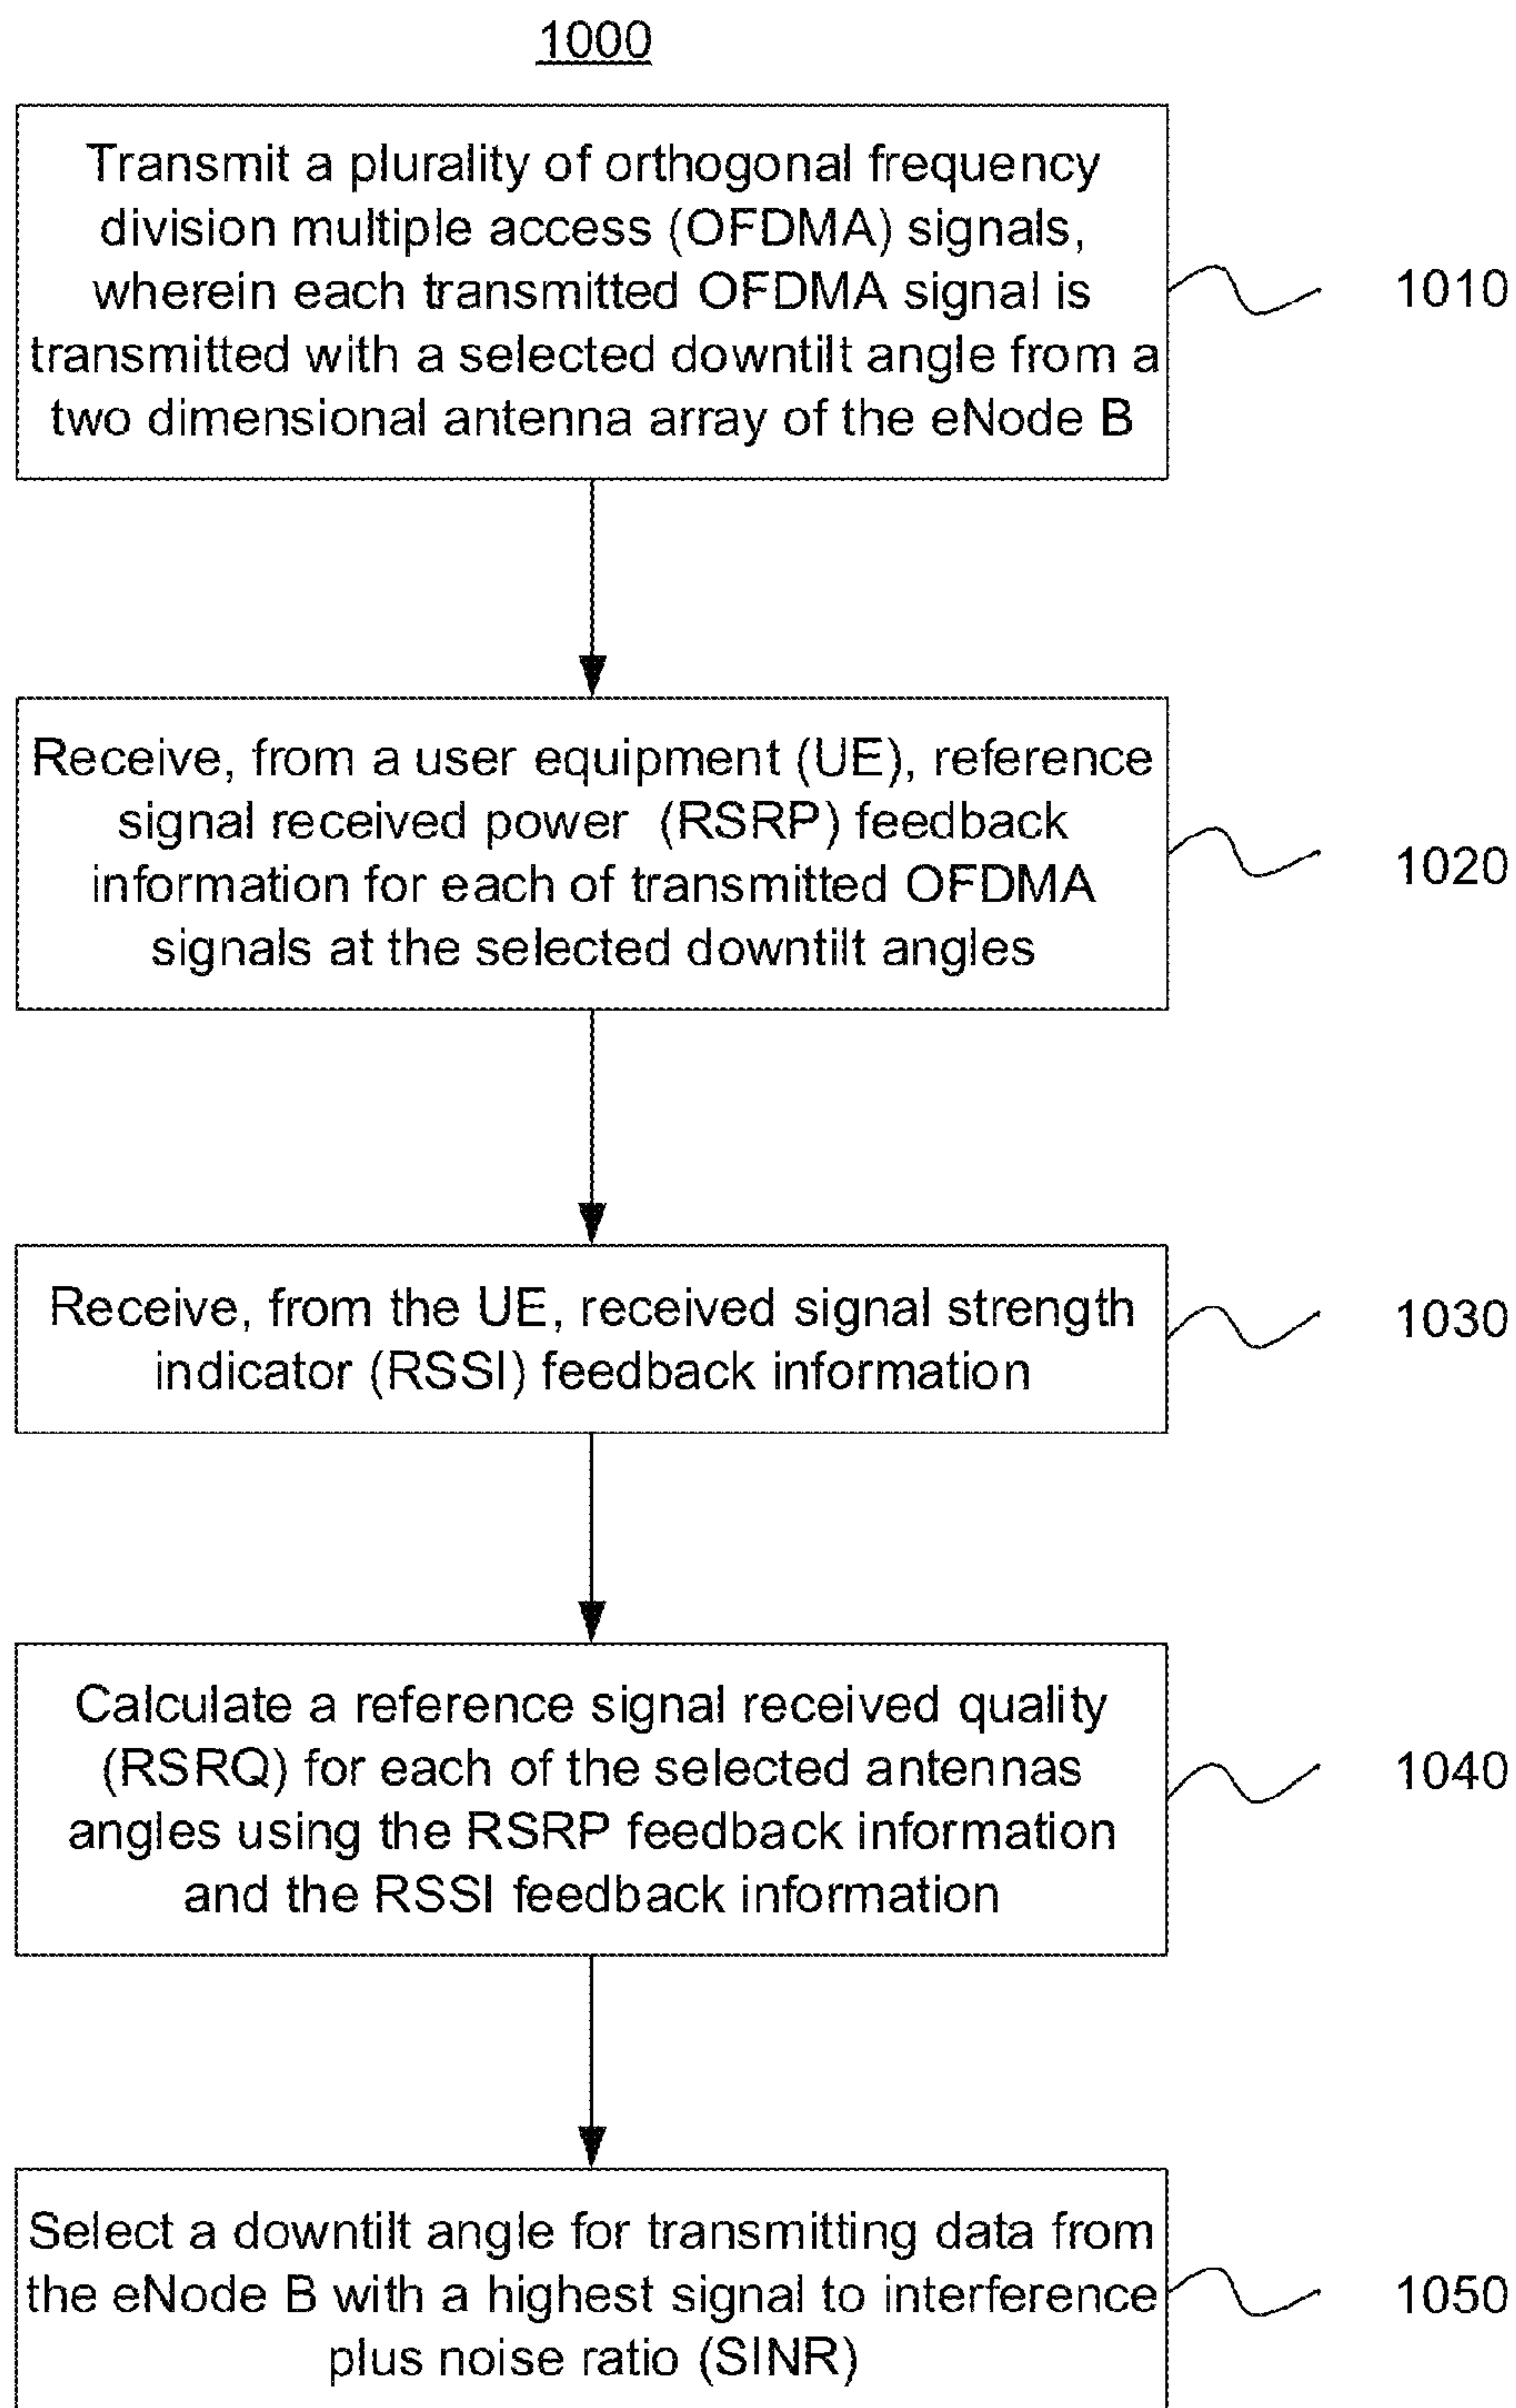 1000
Transmit a plurality of orthogonal frequency
division multiple access (OFDMA) signals,
wherein each transmitted OFDMA signal is
transmitted with a selected downtilt angle from a
two dimensional antenna array of the eNode B
1010
Receive, from a user equipment (UE), reference
signal received power (RSRP) feedback
information for each of transmitted OFDMA
signals at the selected downtilt angles
1020
Receive, from the UE, received signal strength
indicator (RSSI) feedback information
1030
Calculate a reference signal received quality
(RSRQ) for each of the selected antennas
angles using the RSRP feedback information
and the RSSI feedback information
1040
Select a downtilt angle for transmitting data from
the eNode B with a highest signal to interference
plus noise ratio (SINR)
1050